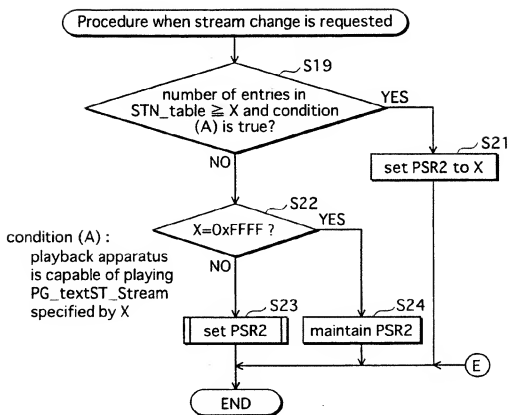 Procedure when stream change is requested
S19
number of entries in
STN_table ≧ X and condition
(A) is true?
YES
NO
S21
set PSR2 to X
S22
X=0xFFFF ?
YES
NO
condition (A) :
playback apparatus
is capable of playing
PG_textST_Stream
specified by X
S23
set PSR2
S24
maintain PSR2
E
END